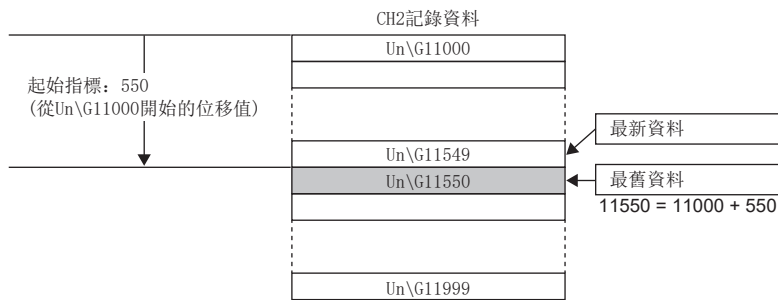 CH2記錄資料
Un\G11000
起始指標：550
(從Un\G11000開始的位移值)
最新資料
Un\G11549
Un\G11550
最舊資料
11550 = 11000 + 550
Un\G11999